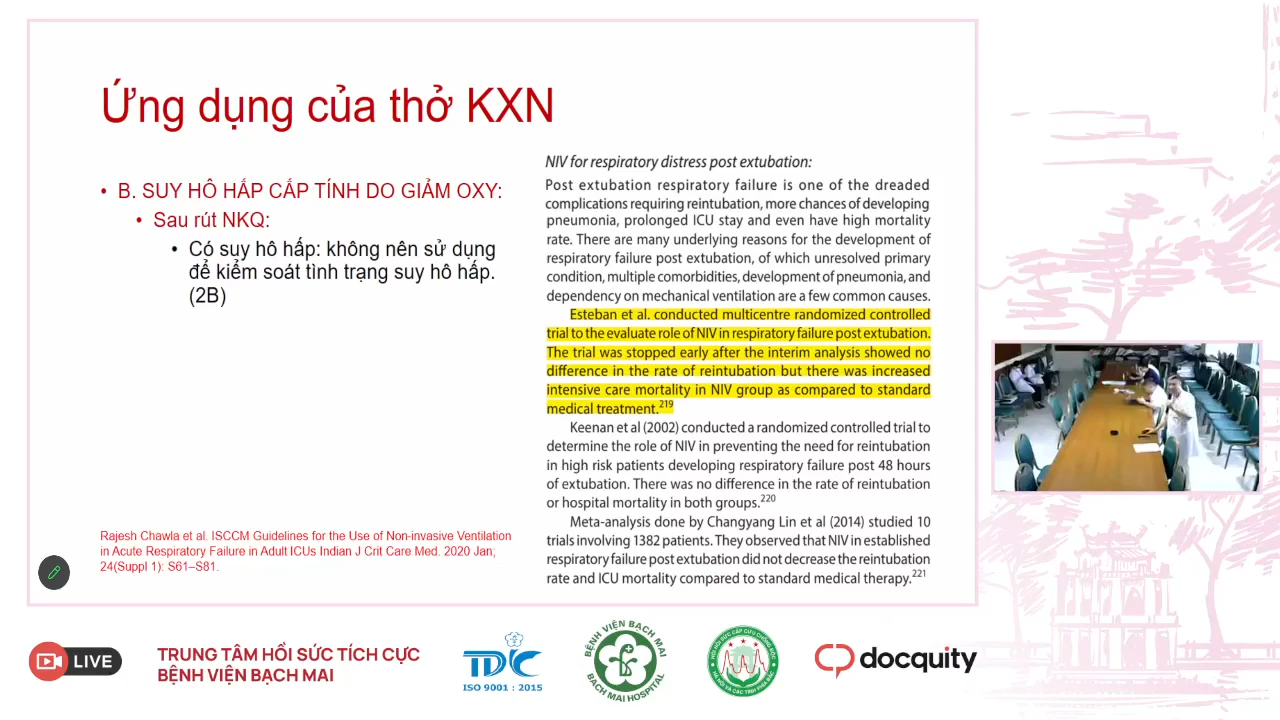 Ứng dụng của thở KXN
• B. SUY HÔ HẤP CẤP TÍNH DO GIẢM OXY:
• Sau rút NKQ:
• Có suy hô hấp: không nên sử dụng
để kiểm soát tình trạng suy hô hấp.
(2B)
Rajesh Chawla et al. ISCCM Guidelines for the Use of Non-invasive Ventilation
in Acute Respiratory Failure in Adult ICUs Indian J Crit Care Med. 2020 Jan;
24(Suppl 1): S61–S81.
NIV for respiratory distress post extubation:
Post extubation respiratory failure is one of the dreaded
complications requiring reintubation, more chances of developing
pneumonia, prolonged ICU stay and even have high mortality
rate. There are many underlying reasons for the development of
respiratory failure post extubation, of which unresolved primary
condition, multiple comorbidities, development of pneumonia, and
dependency on mechanical ventilation are a few common causes.
Esteban et al. conducted multicentre randomized controlled
trial to the evaluate role of NIV in respiratory failure post extubation.
The trial was stopped early after the interim analysis showed no
difference in the rate of reintubation but there was increased
intensive care mortality in NIV group as compared to standard
medical treatment.219
Keenan et al (2002) conducted a randomized controlled trial to
determine the role of NIV in preventing the need for reintubation
in high risk patients developing respiratory failure post 48 hours
of extubation. There was no difference in the rate of reintubation
or hospital mortality in both groups.220
Meta-analysis done by Changyang Lin et al (2014) studied 10
trials involving 1382 patients. They observed that NIV in established
respiratory failure post extubation did not decrease the reintubation
rate and ICU mortality compared to standard medical therapy.221
LIVE
TRUNG TÂM HỒI SỨC TÍCH CỰC
BỆNH VIỆN BẠCH MAI
TDC
ISO 9001 : 2015
BỆNH VIỆN BẠCH MAI
BACH MAI HOSPITAL
docquity